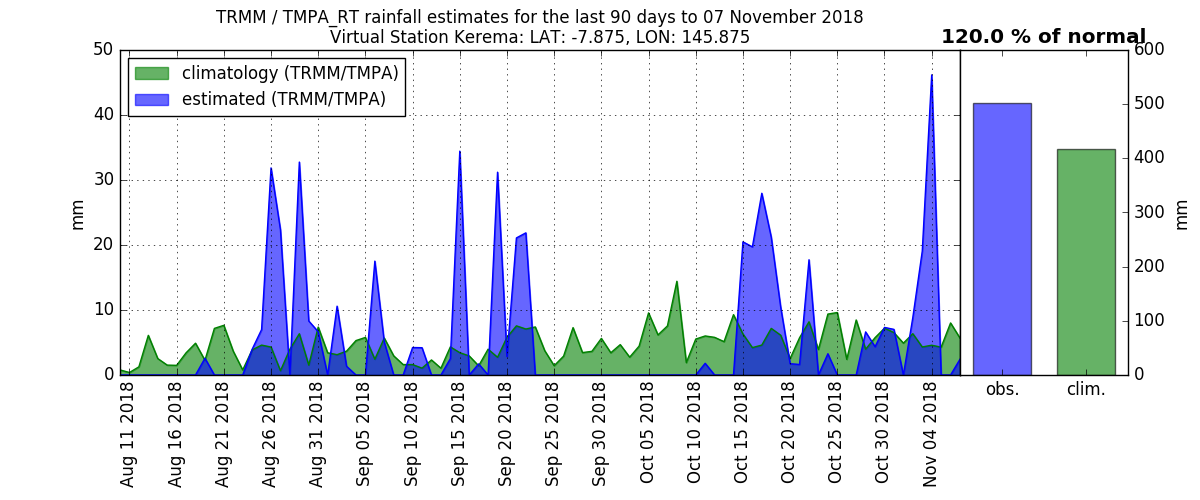 TRMM / TMPA_RT rainfall estimates for the last 90 days to 07 November 2018
Virtual Station Kerema: LAT: -7.875, LON: 145.875
120.0 % of normal
climatology (TRMM/TMPA)
estimated (TRMM/TMPA)
50
40
30
20
10
0
mm
Aug 11 2018
Aug 16 2018
Aug 21 2018
Aug 26 2018
Aug 31 2018
Sep 05 2018
Sep 10 2018
Sep 15 2018
Sep 20 2018
Sep 25 2018
Sep 30 2018
Oct 05 2018
Oct 10 2018
Oct 15 2018
Oct 20 2018
Oct 25 2018
Oct 30 2018
Nov 04 2018
600
500
400
300
200
100
0
mm
obs.
clim.